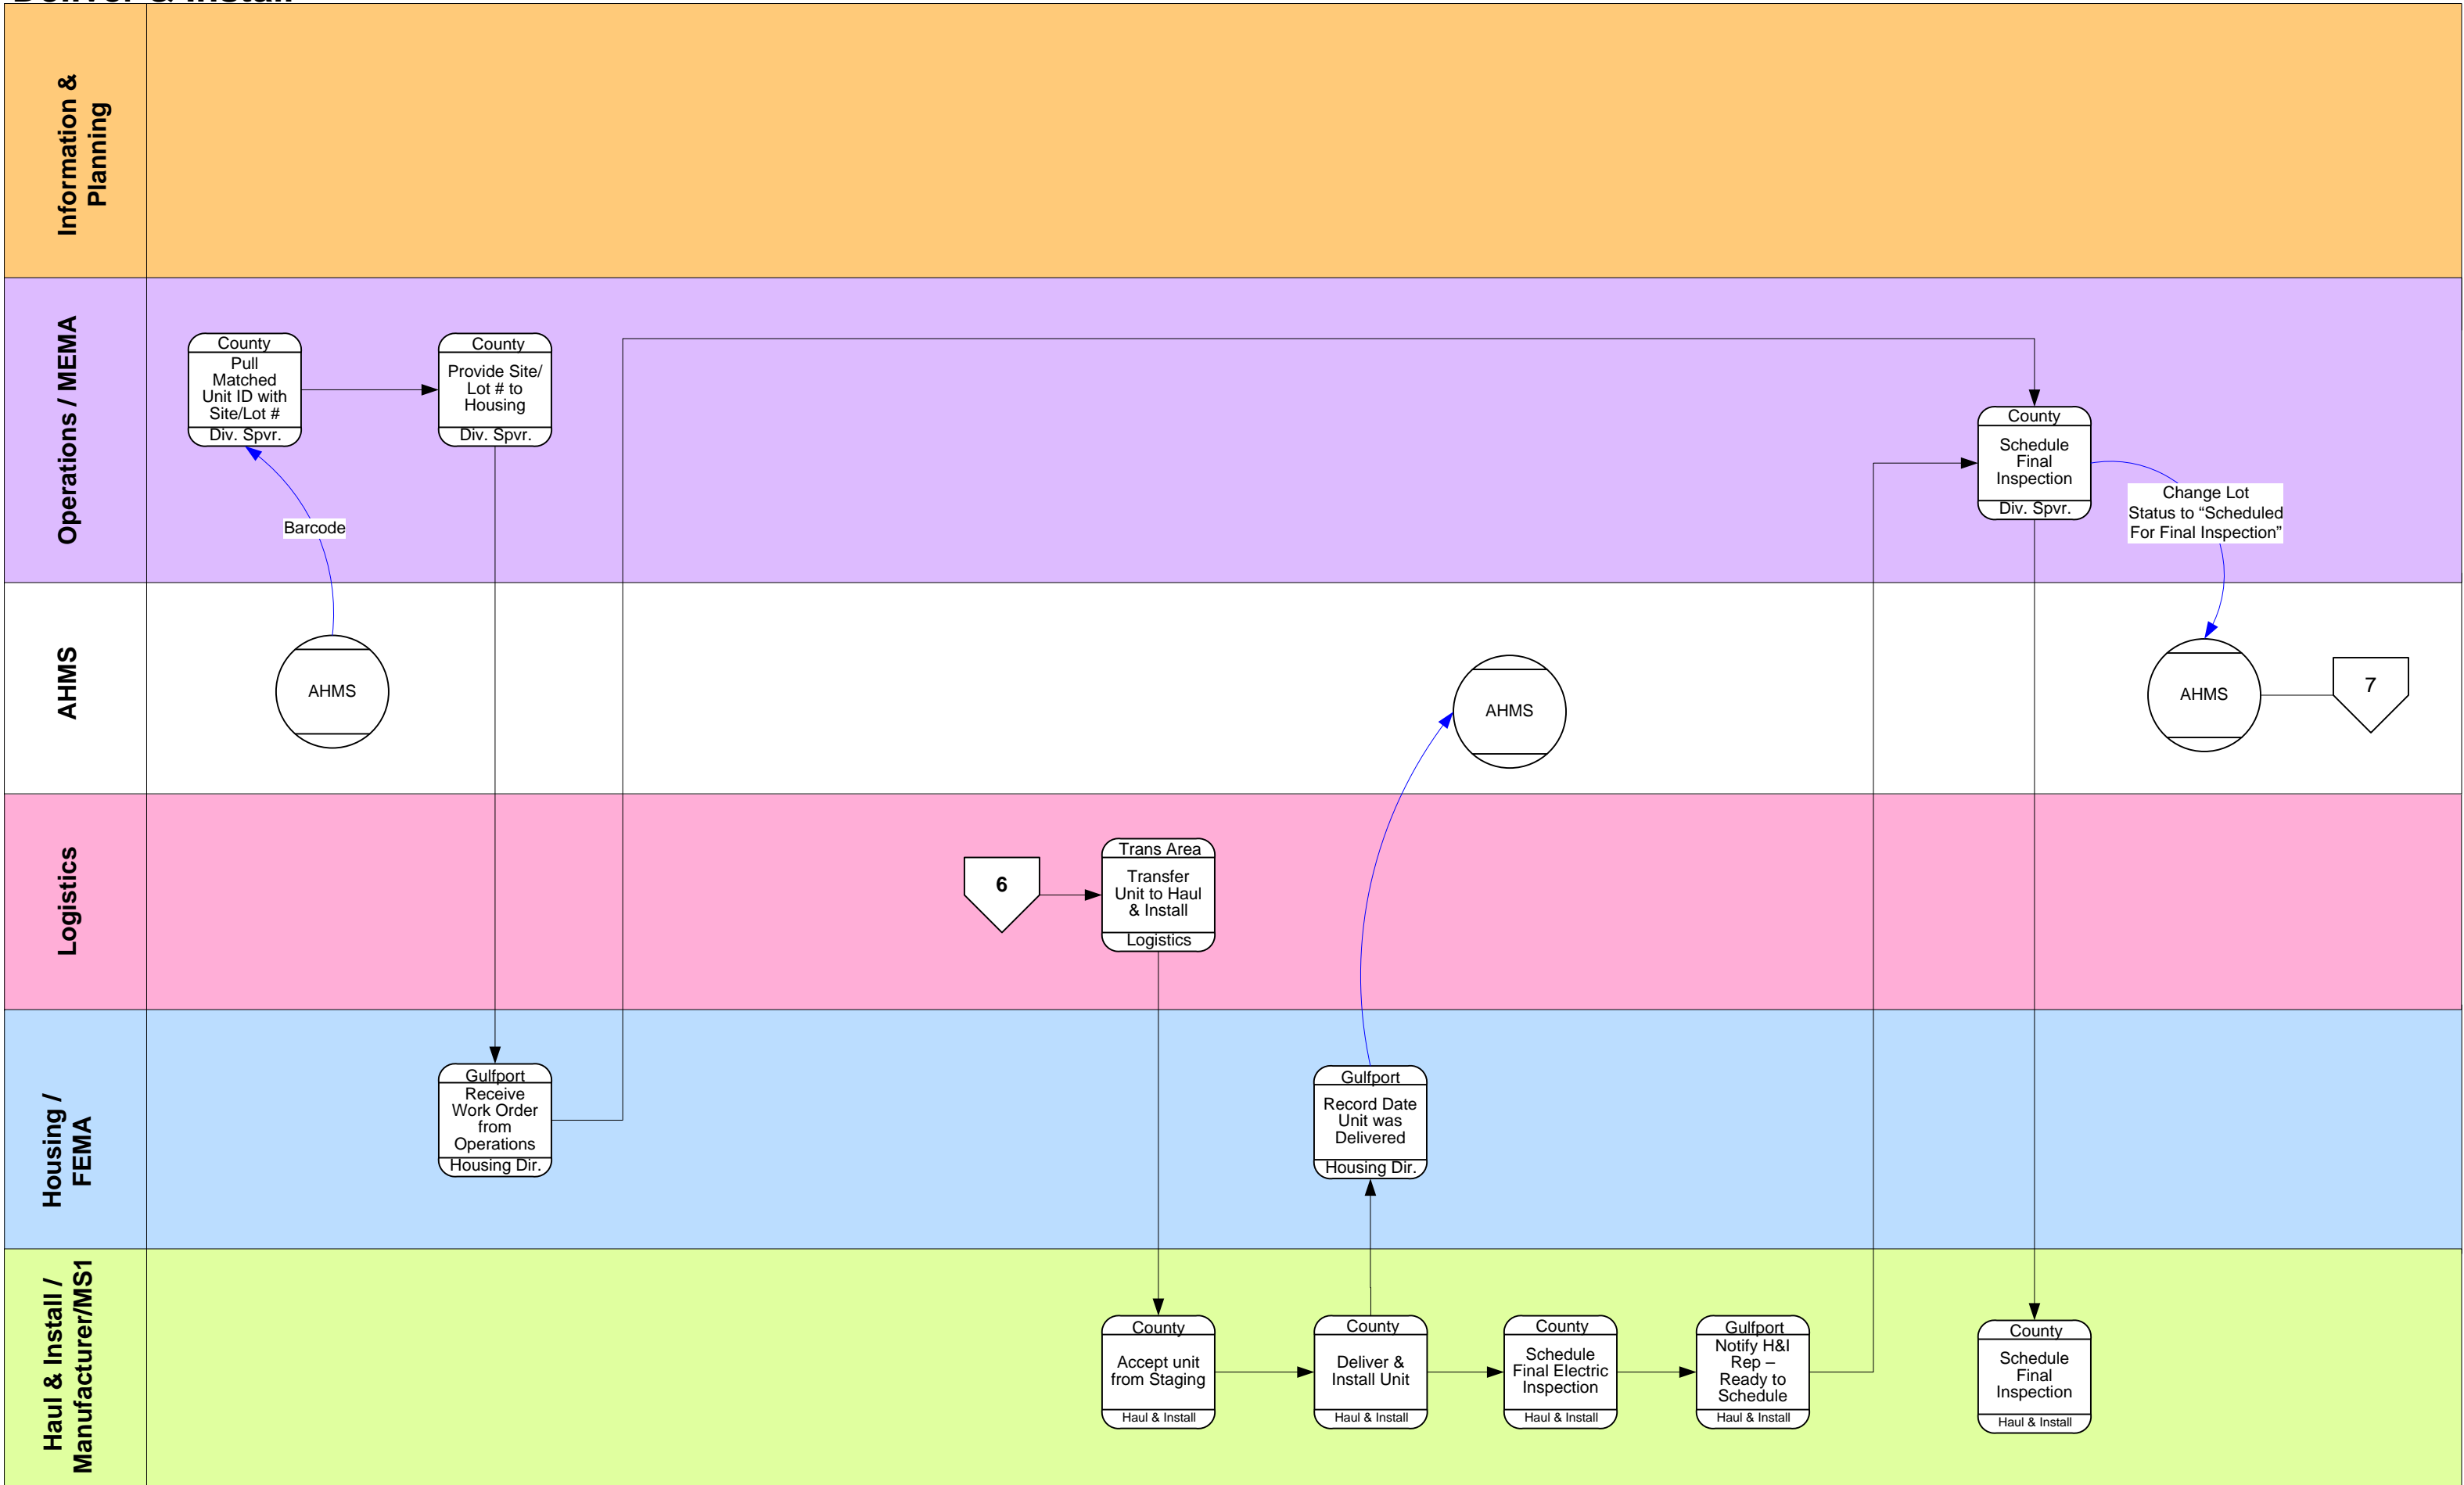 Deliver & Install
Information &
Planning
Operations / MEMA
County
Pull
Matched
Unit ID with
Site/Lot #
Div. Spvr.
County
Provide Site/
Lot # to
Housing
Div. Spvr.
Barcode
County
Schedule
Final
Inspection
Div. Spvr.
Change Lot
Status to “Scheduled
For Final Inspection”
AHMS
AHMS
AHMS
AHMS
7
Logistics
6
Trans Area
Transfer
Unit to Haul
& Install
Logistics
Housing /
FEMA
Gulfport
Receive
Work Order
from
Operations
Housing Dir.
Gulfport
Record Date
Unit was
Delivered
Housing Dir.
Haul & Install /
Manufacturer/MS1
County
Accept unit
from Staging
Haul & Install
County
Deliver &
Install Unit
Haul & Install
County
Schedule
Final Electric
Inspection
Haul & Install
Gulfport
Notify H&I
Rep –
Ready to
Schedule
Haul & Install
County
Schedule
Final
Inspection
Haul & Install